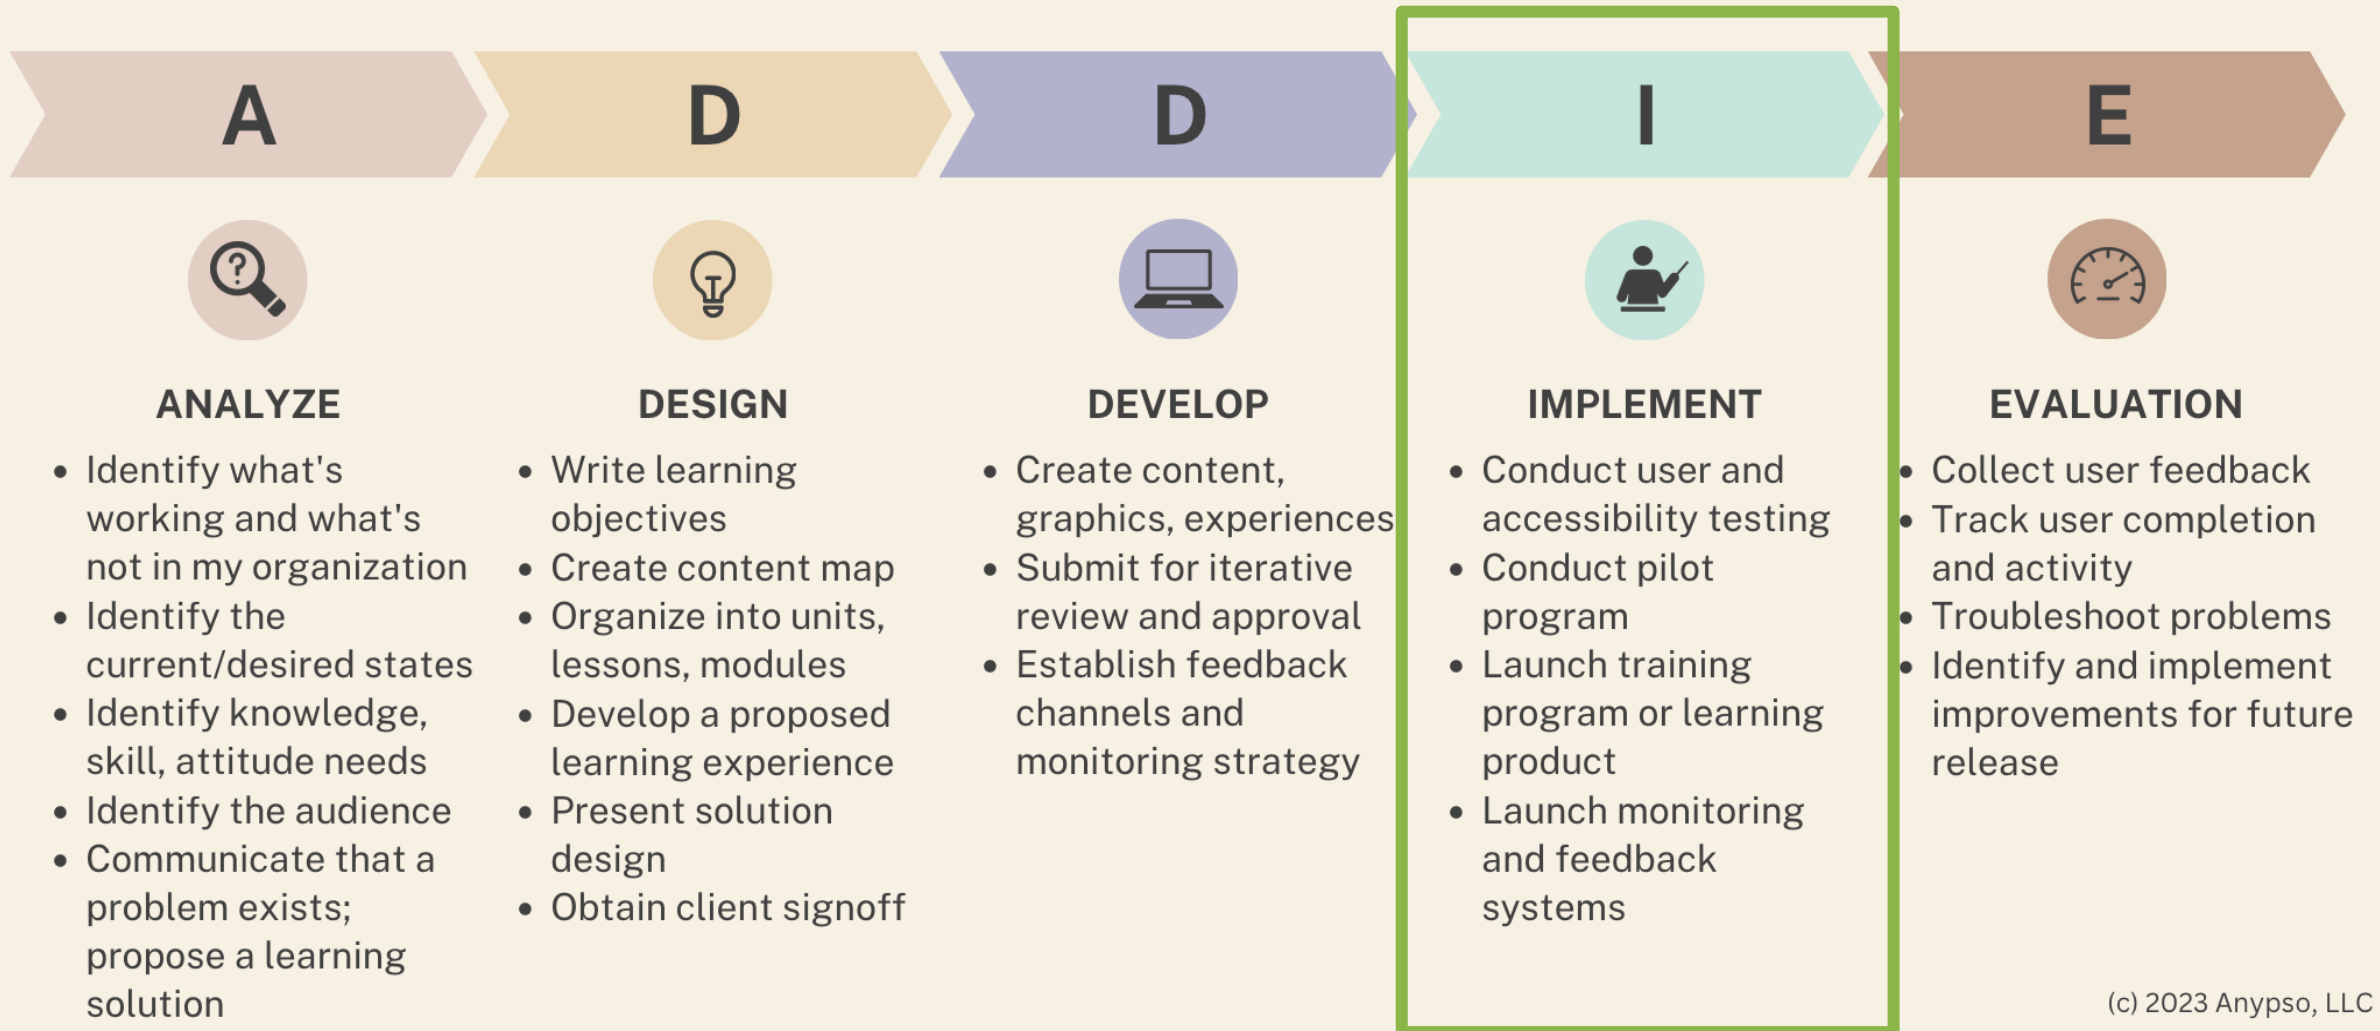 A
D
D
I
E
ANALYZE
Identify what's
working and what's
not in my organization
Identify the
current/desired states
Identify knowledge,
skill, attitude needs
Identify the audience
Communicate that a
problem exists;
propose a learning
solution
DESIGN
Write learning
objectives
Create content map
Organize into units,
lessons, modules
Develop a proposed
learning experience
Present solution
design
Obtain client signoff
DEVELOP
Create content,
graphics, experiences
Submit for iterative
review and approval
Establish feedback
channels and
monitoring strategy
IMPLEMENT
Conduct user and
accessibility testing
Conduct pilot
program
Launch training
program or learning
product
Launch monitoring
and feedback
systems
EVALUATION
Collect user feedback
Track user completion
and activity
Troubleshoot problems
Identify and implement
improvements for future
release
(c) 2023 Anypso, LLC